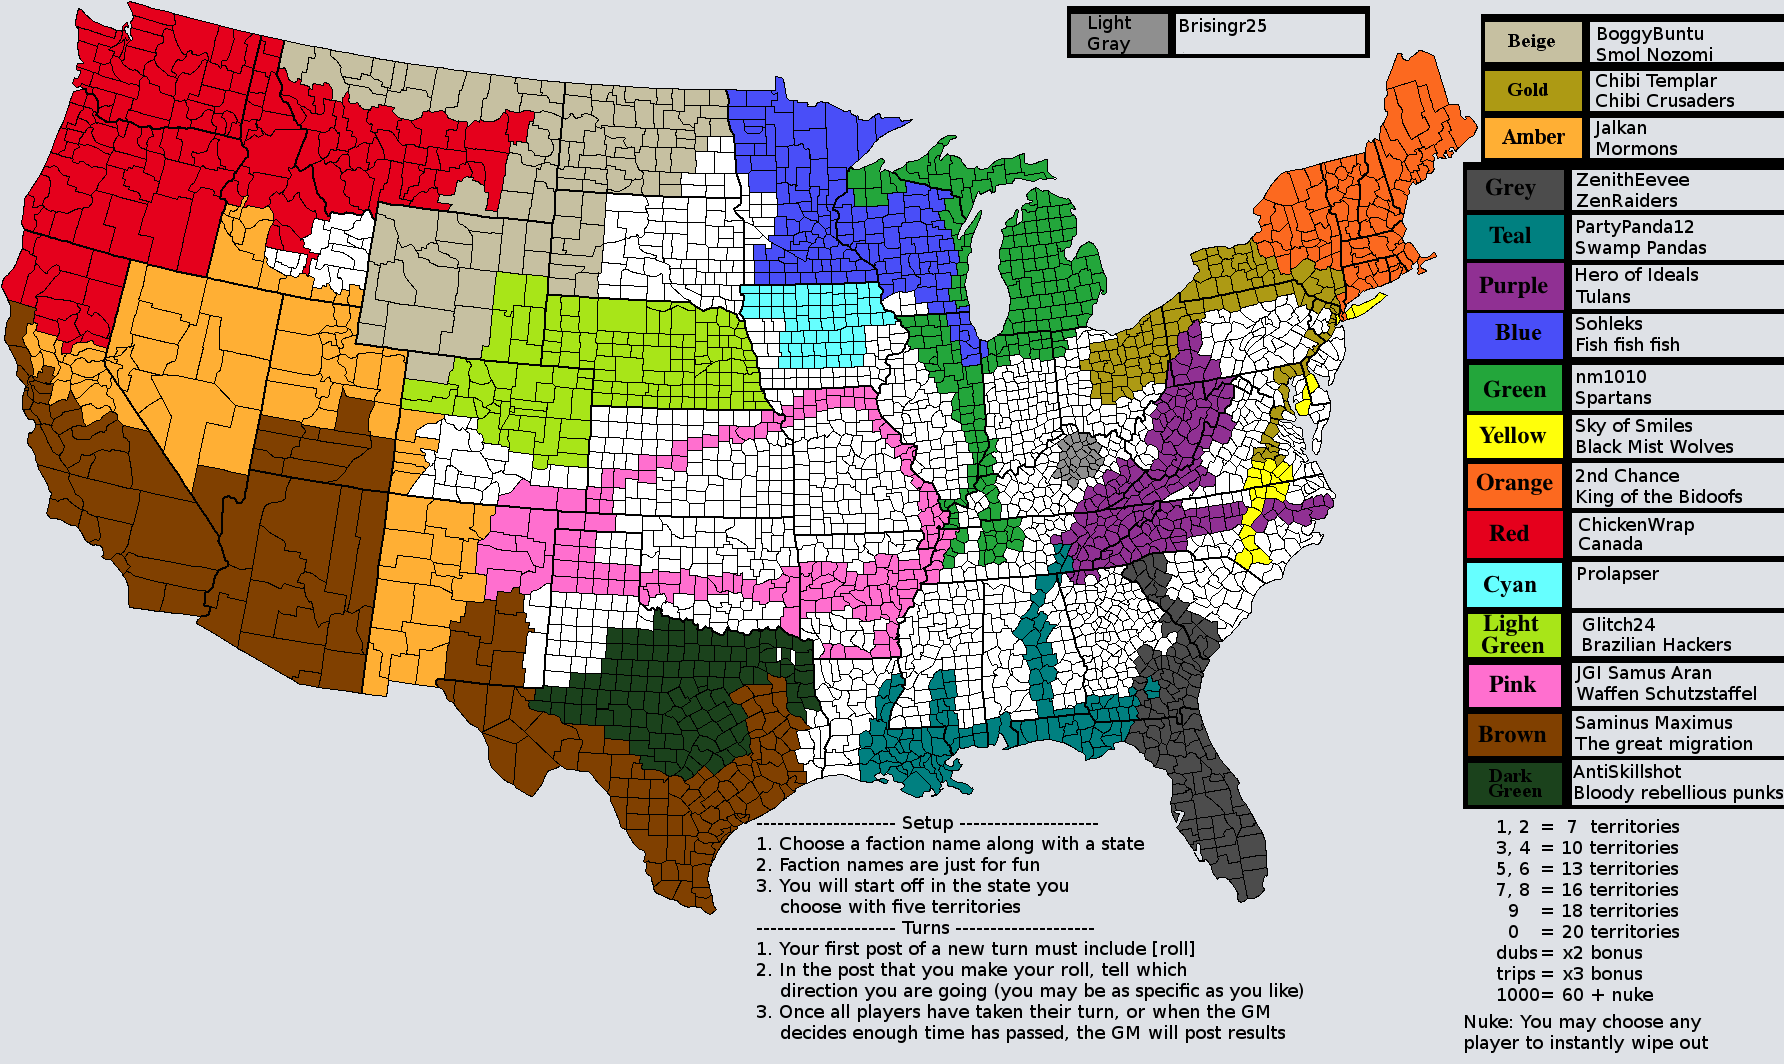 Light
Gray
Brisingr25
Beige
BoggyBuntu
Smol Nozomi
Gold
Chibi Templar
Chibi Crusaders
Amber
Jalkan
Mormons
Grey
ZenithEevee
ZenRaiders
Teal
PartyPanda12
Swamp Pandas
Purple
Hero of Ideals
Tulans
Blue
Sohleks
Fish fish fish
Green
nm1010
Spartans
Yellow
Sky of Smiles
Black Mist Wolves
Orange
2nd Chance
King of the Bidoofs
Red
ChickenWrap
Canada
Cyan
Prolapser
Light
Green
Glitch24
Brazilian Hackers
Pink
JGI Samus Aran
Waffen Schutzstaffel
Brown
Saminus Maximus
The great migration
Dark
Green
AntiSkillshot
Bloody rebellious punks
-------------------- Setup --------------------
1. Choose a faction name along with a state
2. Faction names are just for fun
3. You will start off in the state you
choose with five territories
-------------------- Turns --------------------
1. Your first post of a new turn must include [roll]
2. In the post that you make your roll, tell which
direction you are going (you may be as specific as you like)
3. Once all players have taken their turn, or when the GM
decides enough time has passed, the GM will post results
1, 2 = 7 territories
3, 4 = 10 territories
5, 6 = 13 territories
7, 8 = 16 territories
9 = 18 territories
0 = 20 territories
dubs= x2 bonus
trips = x3 bonus
1000= 60 + nuke
Nuke: You may choose any
player to instantly wipe out